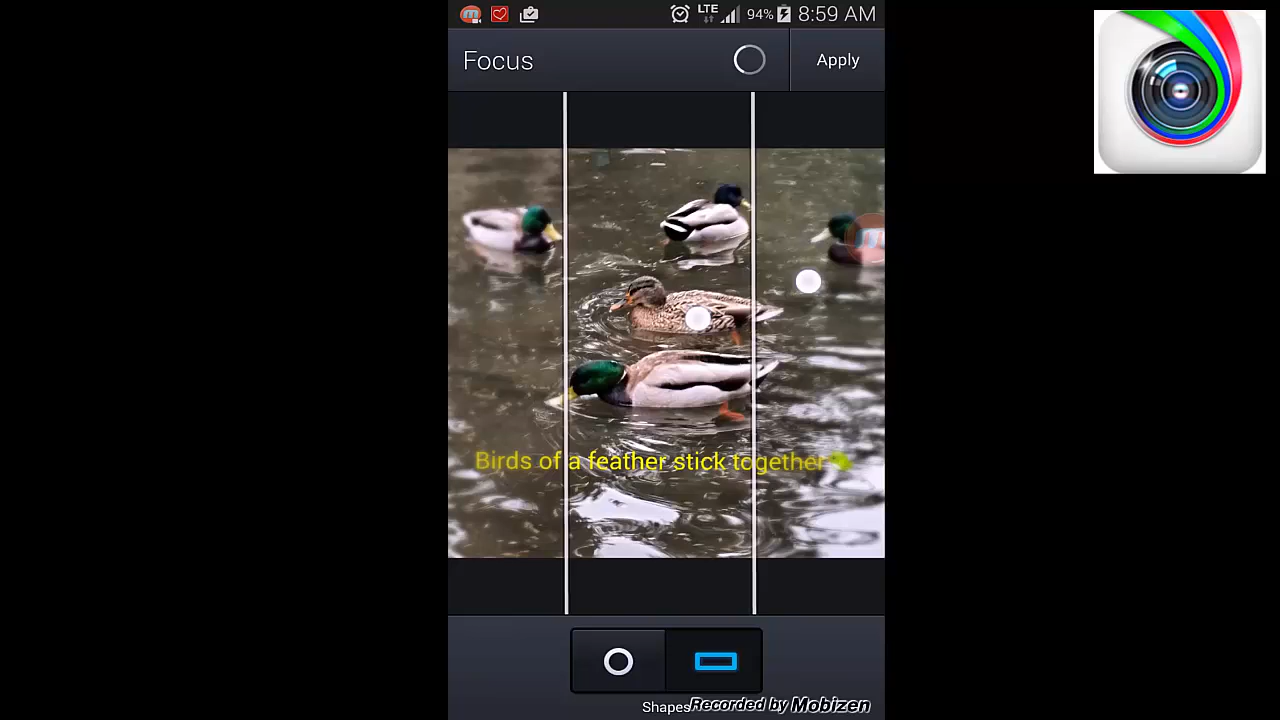 LTE 94% 8:59 AM
Focus
Apply
Birds of a feather stick together
Shapes
Recorded by Mobizen